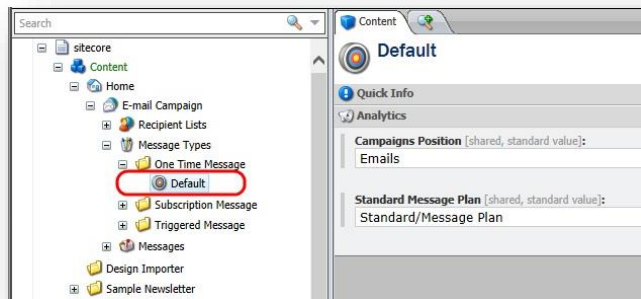 Search
sitecore
Content
Home
E-mail Campaign
Recipient Lists
Message Types
One Time Message
Default
Subscription Message
Triggered Message
Messages
Design Importer
Sample Newsletter
Content
Default
Quick Info
Analytics
Campaigns Position [shared, standard value]:
Emails
Standard Message Plan [shared, standard value]:
Standard/Message Plan